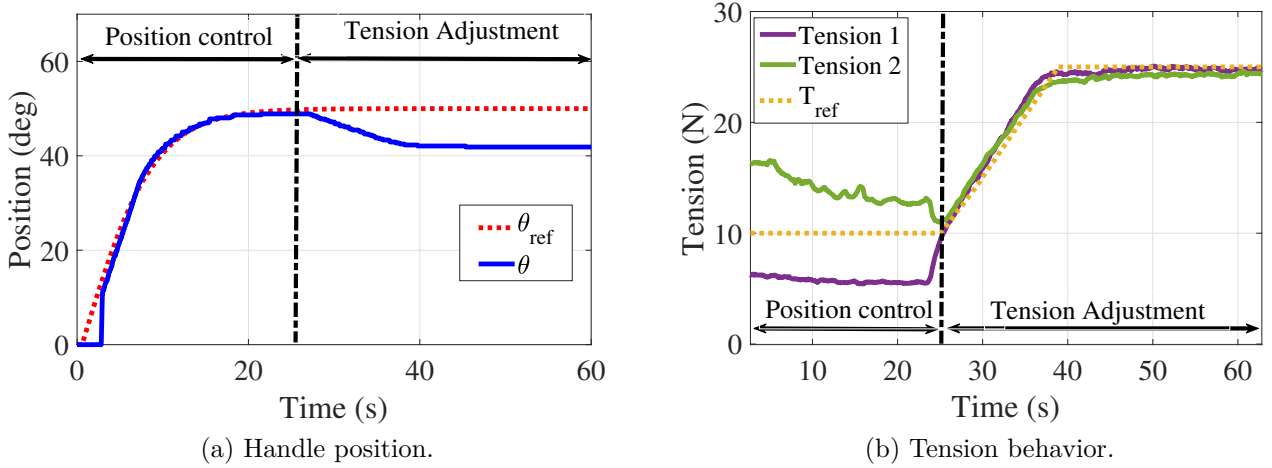 Position control
Tension Adjustment
60
40
20
0
0
20
40
60
Position (deg)
Time (s)
θref
θ
(a) Handle position.
30
20
10
0
10
20
30
40
50
60
Tension (N)
Time (s)
Tension 1
Tension 2
Tref
Position control
Tension Adjustment
(b) Tension behavior.